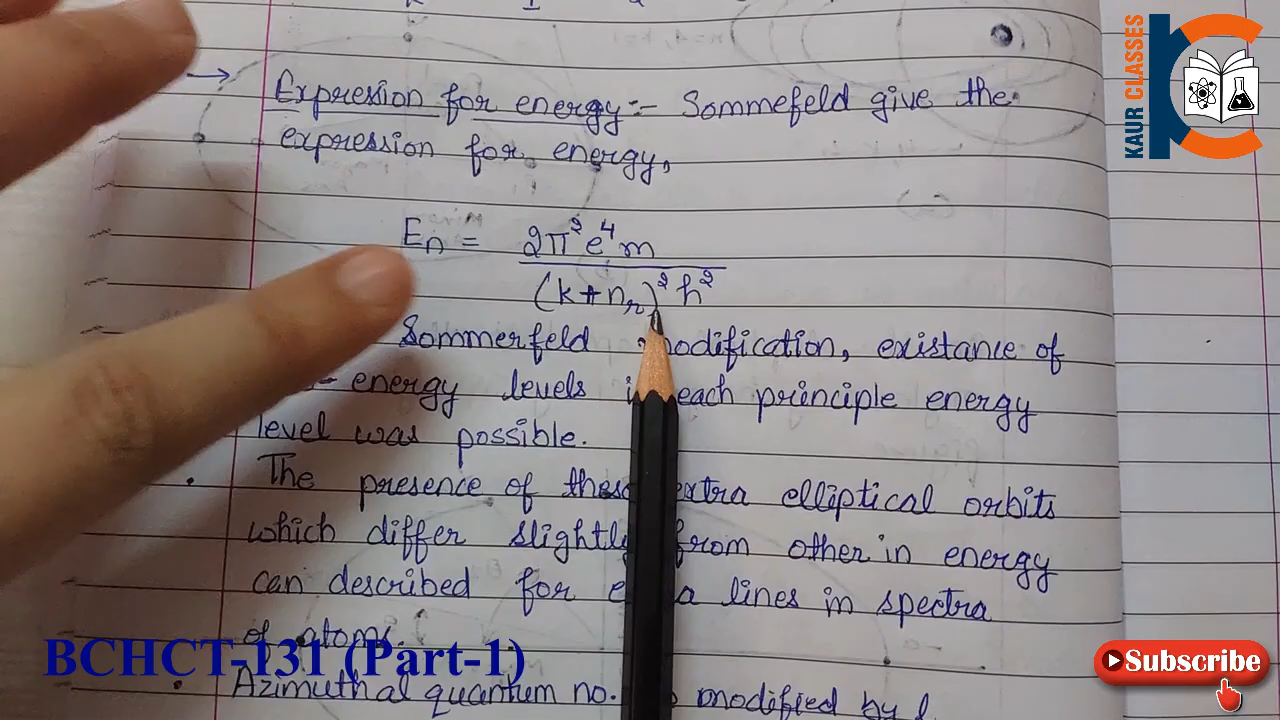 KAUR CLASSES
→ Expression for energy:- Sommefeld give the
expression for energy,
En = 2π²e⁴m / (k+nr)²h²
Sommerfeld modification, existance of
energy levels in each principle energy
level was possible.
. The presence of these extra elliptical orbits
which differ slightly from other in energy
can described for extra lines in spectra
of atoms.
BCHCT-131 (Part-1)
Subscribe
. Azimuthal quantum no. modified by l